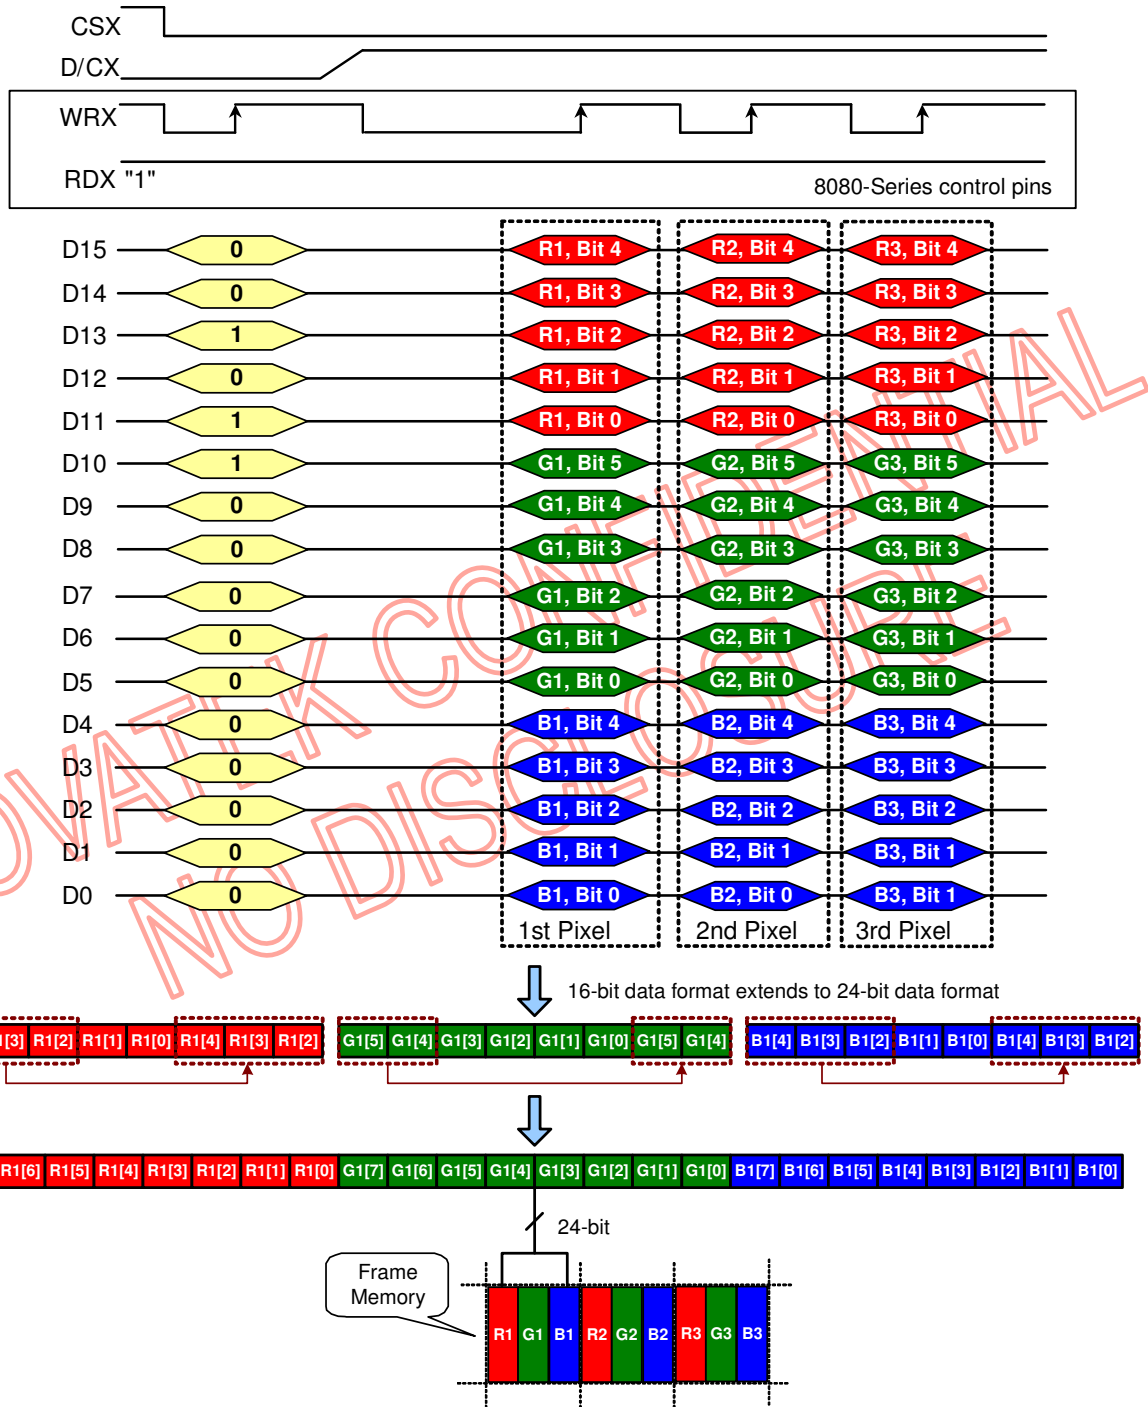 CSX
D/CX
WRX
RDX "1"
8080-Series control pins
D15 0 R1, Bit 4 R2, Bit 4 R3, Bit 4
D14 0 R1, Bit 3 R2, Bit 3 R3, Bit 3
D13 1 R1, Bit 2 R2, Bit 2 R3, Bit 2
D12 0 R1, Bit 1 R2, Bit 1 R3, Bit 1
D11 1 R1, Bit 0 R2, Bit 0 R3, Bit 0
D10 1 G1, Bit 5 G2, Bit 5 G3, Bit 5
D9 0 G1, Bit 4 G2, Bit 4 G3, Bit 4
D8 0 G1, Bit 3 G2, Bit 3 G3, Bit 3
D7 0 G1, Bit 2 G2, Bit 2 G3, Bit 2
D6 0 G1, Bit 1 G2, Bit 1 G3, Bit 1
D5 0 G1, Bit 0 G2, Bit 0 G3, Bit 0
D4 0 B1, Bit 4 B2, Bit 4 B3, Bit 4
D3 0 B1, Bit 3 B2, Bit 3 B3, Bit 3
D2 0 B1, Bit 2 B2, Bit 2 B3, Bit 2
D1 0 B1, Bit 1 B2, Bit 1 B3, Bit 1
D0 0 B1, Bit 0 B2, Bit 0 B3, Bit 1
1st Pixel 2nd Pixel 3rd Pixel
OVATEK CONFIDENTIAL
NO DISCLOSURE
16-bit data format extends to 24-bit data format
1[3] R1[2] R1[1] R1[0] R1[4] R1[3] R1[2] G1[5] G1[4] G1[3] G1[2] G1[1] G1[0] G1[5] G1[4] B1[4] B1[3] B1[2] B1[1] B1[0] B1[4] B1[3] B1[2]
R1[6] R1[5] R1[4] R1[3] R1[2] R1[1] R1[0] G1[7] G1[6] G1[5] G1[4] G1[3] G1[2] G1[1] G1[0] B1[7] B1[6] B1[5] B1[4] B1[3] B1[2] B1[1] B1[0]
24-bit
Frame
Memory
R1 G1 B1 R2 G2 B2 R3 G3 B3